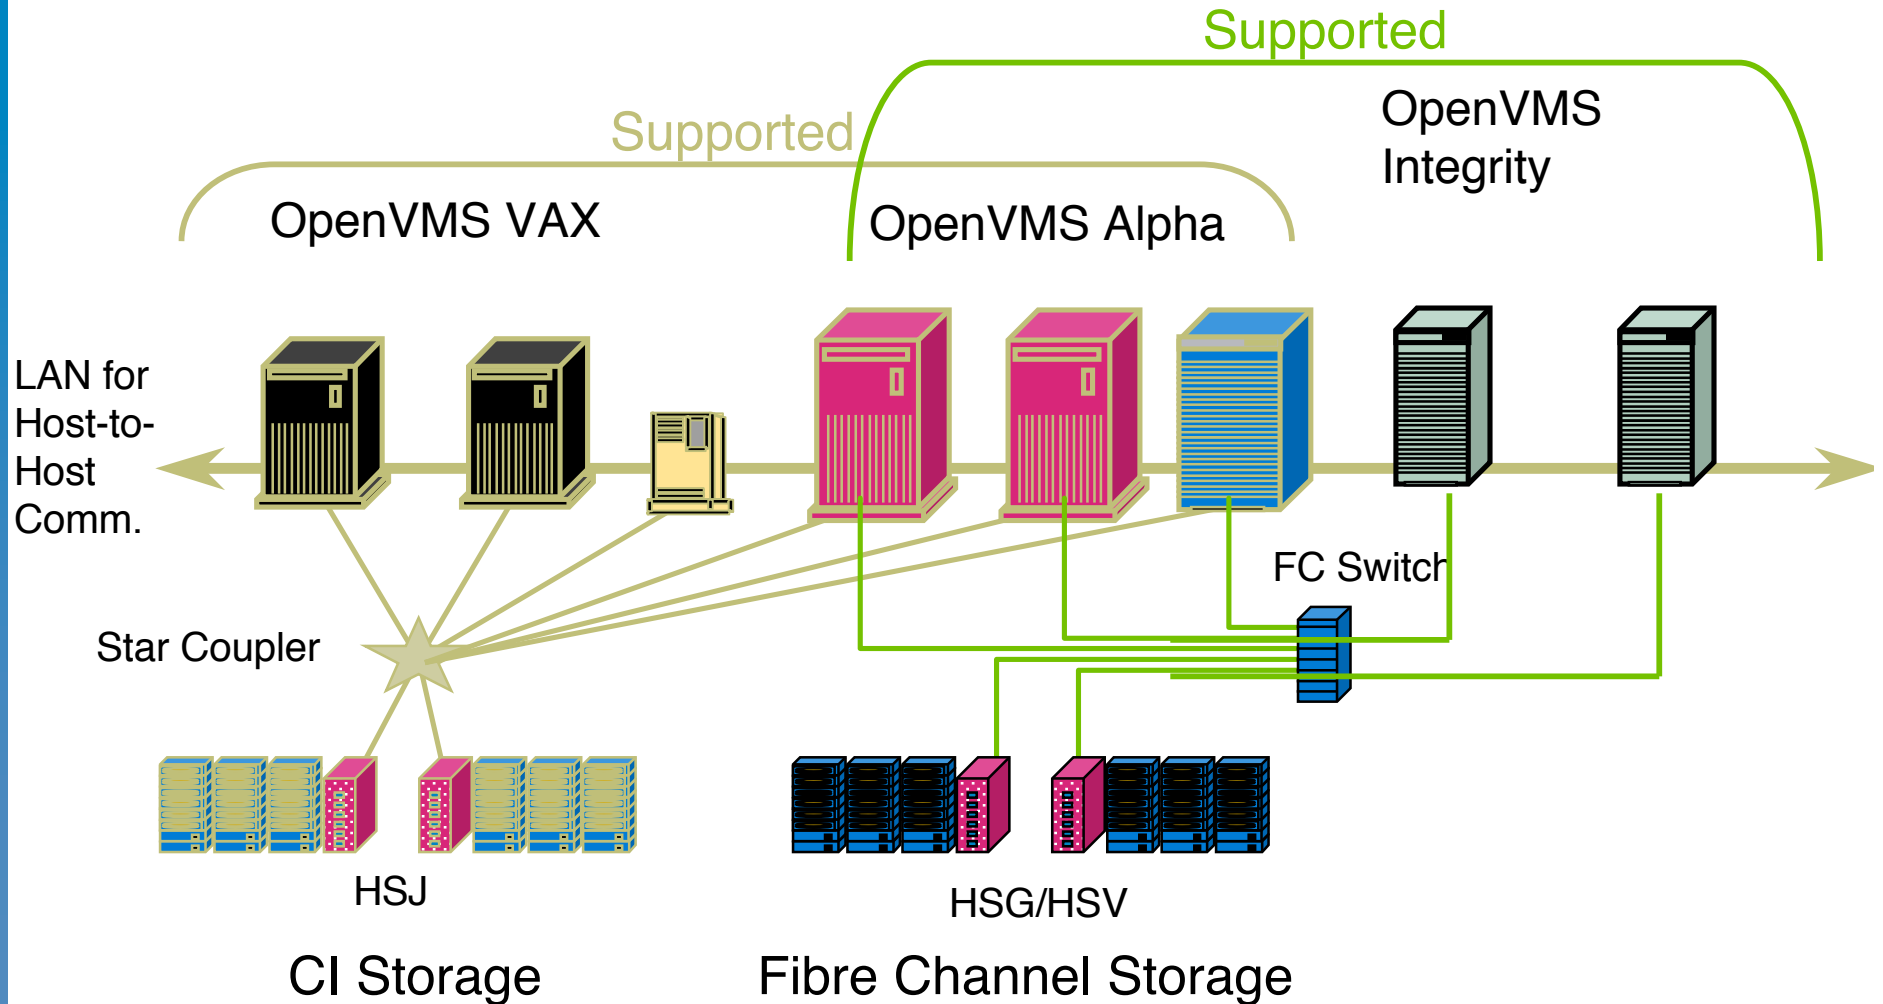 Supported
OpenVMS
Integrity
Supported
OpenVMS VAX
OpenVMS Alpha
LAN for
Host-to-
Host
Comm.
FC Switch
Star Coupler
HSJ
HSG/HSV
CI Storage
Fibre Channel Storage